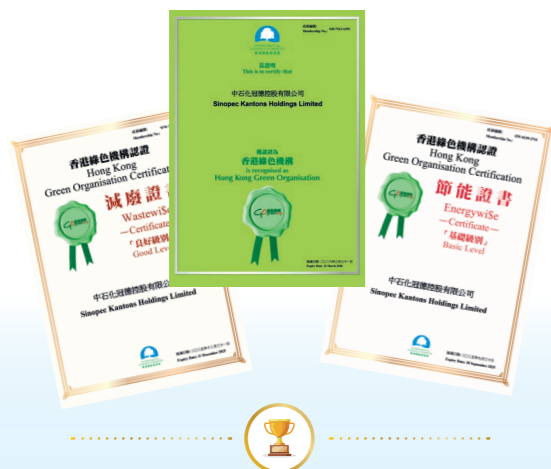 茲證明
This is to certify that
中石化冠德控股有限公司
Sinopec Kantons Holdings Limited
獲認證為
香港綠色機構
is recognised as
Hong Kong Green Organisation
香港綠色機構認證
Hong Kong
Green Organisation Certification
減廢證書
Wastewi$e
—Certificate—
「良好級別」
Good Level
中石化冠德控股有限公司
Sinopec Kantons Holdings Limited
Expiry Date: 31 December 2025
香港綠色機構認證
Hong Kong
Green Organisation Certification
節能證書
Energywi$e
—Certificate—
「基礎級別」
Basic Level
中石化冠德控股有限公司
Sinopec Kantons Holdings Limited